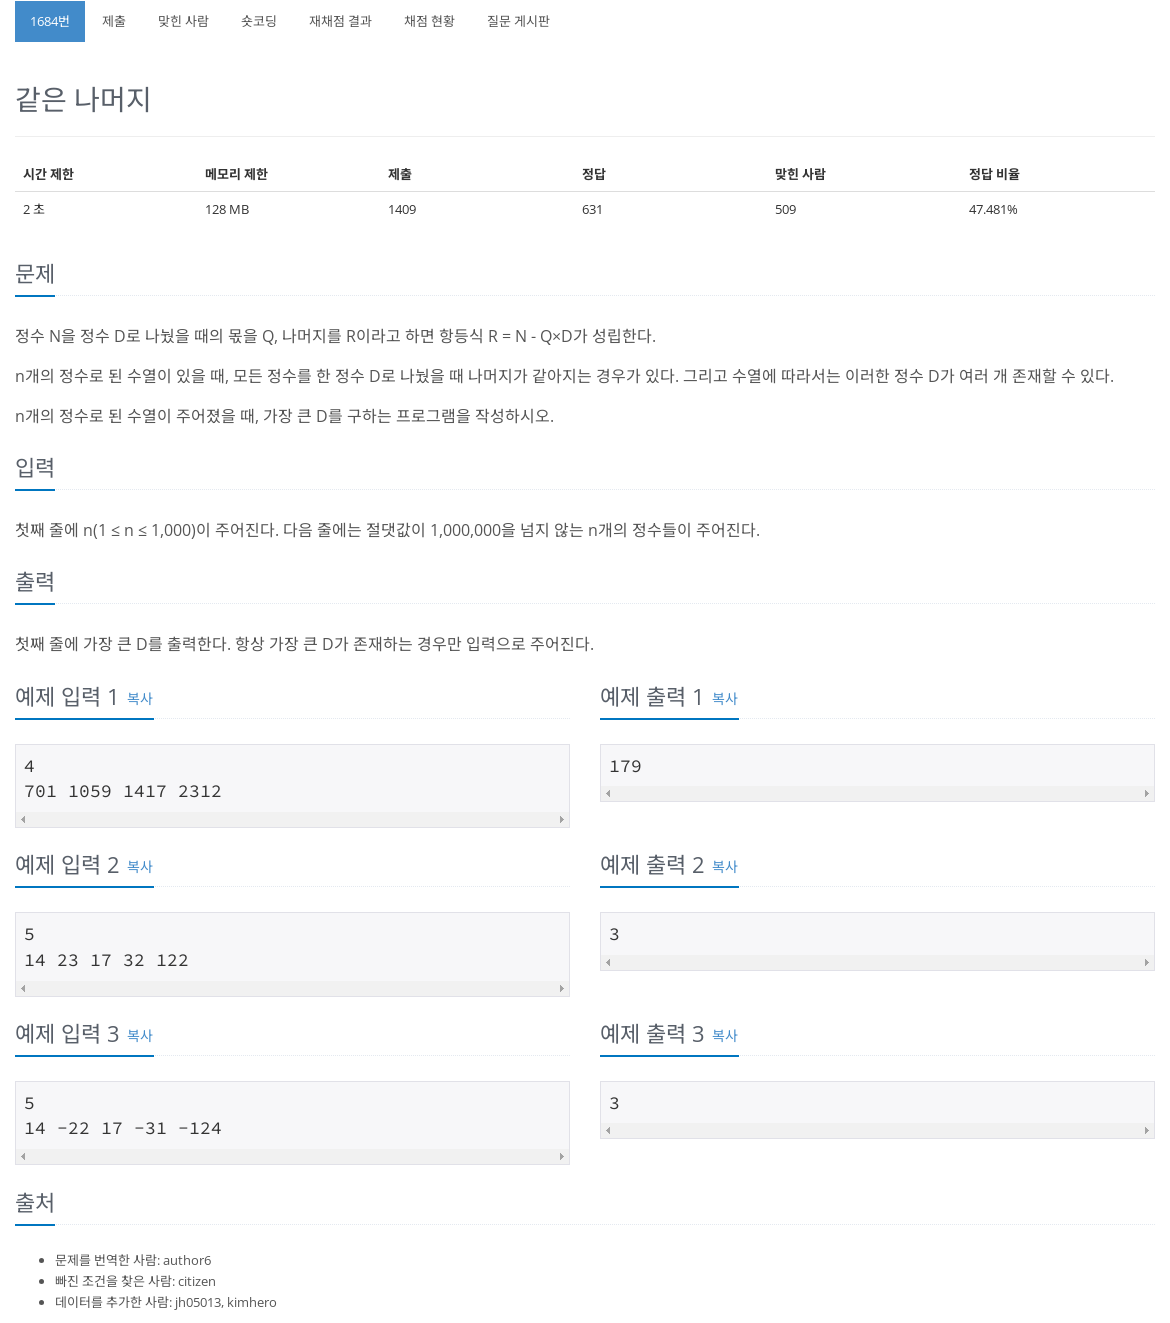 1684번 제출 맞힌 사람 숏코딩 재채점 결과 채점 현황 질문 게시판
같은 나머지
시간 제한 메모리 제한 제출 정답 맞힌 사람 정답 비율
2 초 128 MB 1409 631 509 47.481%
문제
정수 N을 정수 D로 나눴을 때의 몫을 Q, 나머지를 R이라고 하면 항등식 R = N - Q×D가 성립한다.
n개의 정수로 된 수열이 있을 때, 모든 정수를 한 정수 D로 나눴을 때 나머지가 같아지는 경우가 있다. 그리고 수열에 따라서는 이러한 정수 D가 여러 개 존재할 수 있다.
n개의 정수로 된 수열이 주어졌을 때, 가장 큰 D를 구하는 프로그램을 작성하시오.
입력
첫째 줄에 n(1 ≤ n ≤ 1,000)이 주어진다. 다음 줄에는 절댓값이 1,000,000을 넘지 않는 n개의 정수들이 주어진다.
출력
첫째 줄에 가장 큰 D를 출력한다. 항상 가장 큰 D가 존재하는 경우만 입력으로 주어진다.
예제 입력 1 복사
4
701 1059 1417 2312
예제 출력 1 복사
179
예제 입력 2 복사
5
14 23 17 32 122
예제 출력 2 복사
3
예제 입력 3 복사
5
14 -22 17 -31 -124
예제 출력 3 복사
3
출처
문제를 번역한 사람: author6
빠진 조건을 찾은 사람: citizen
데이터를 추가한 사람: jh05013, kimhero